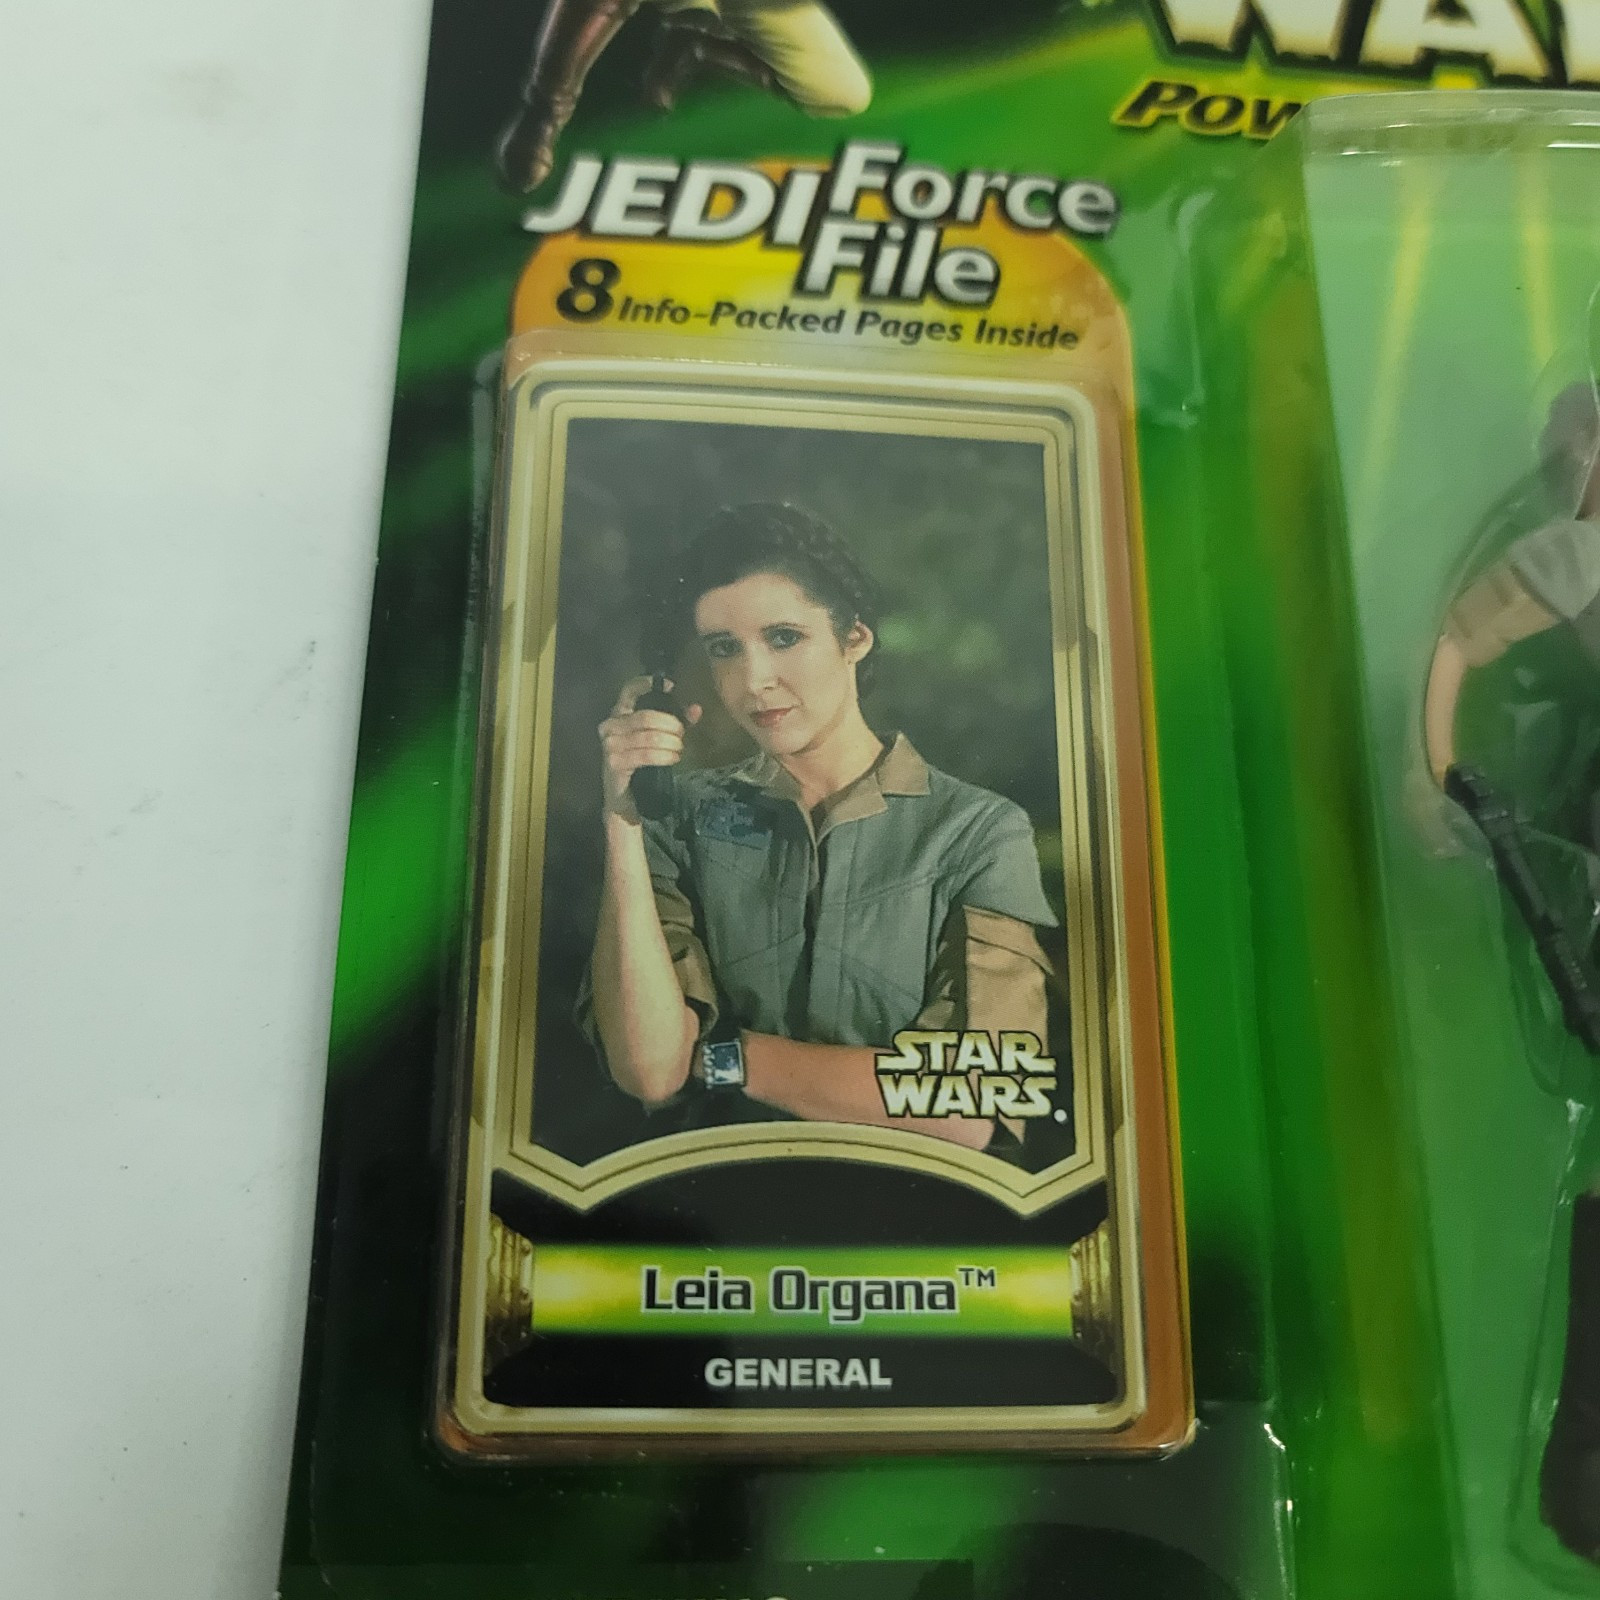 JEDI Force
File
8 Info-Packed Pages Inside
STAR
WARS.
Leia Organa™
GENERAL